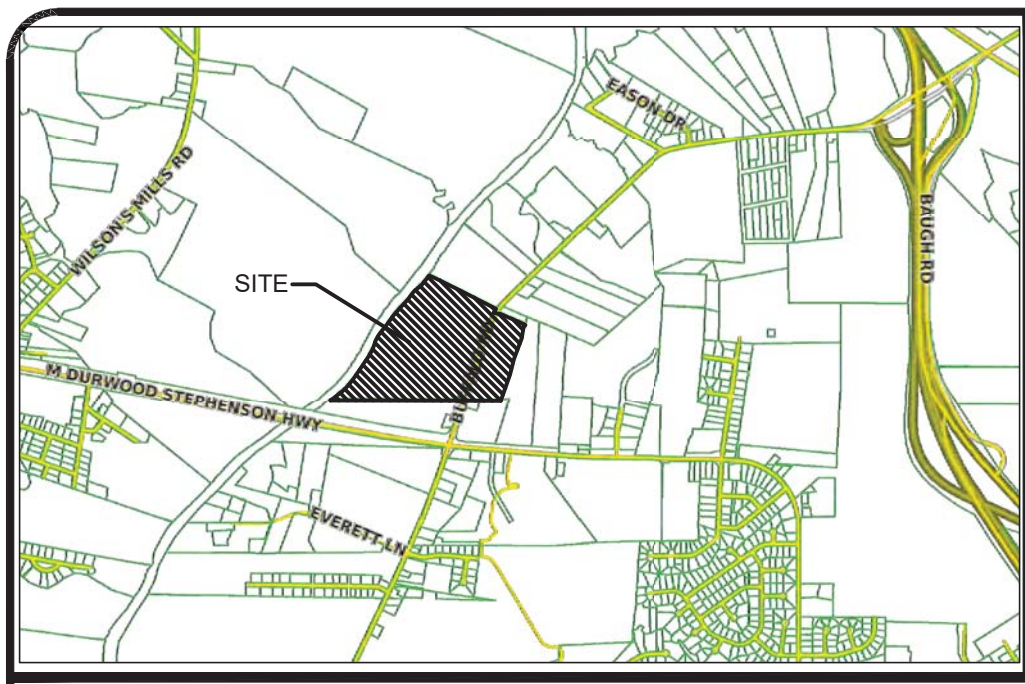 EASON DR
WILSON'S MILLS RD
BAUGH RD
SITE
M DURWOOD STEPHENSON HWY
EVERETT LN